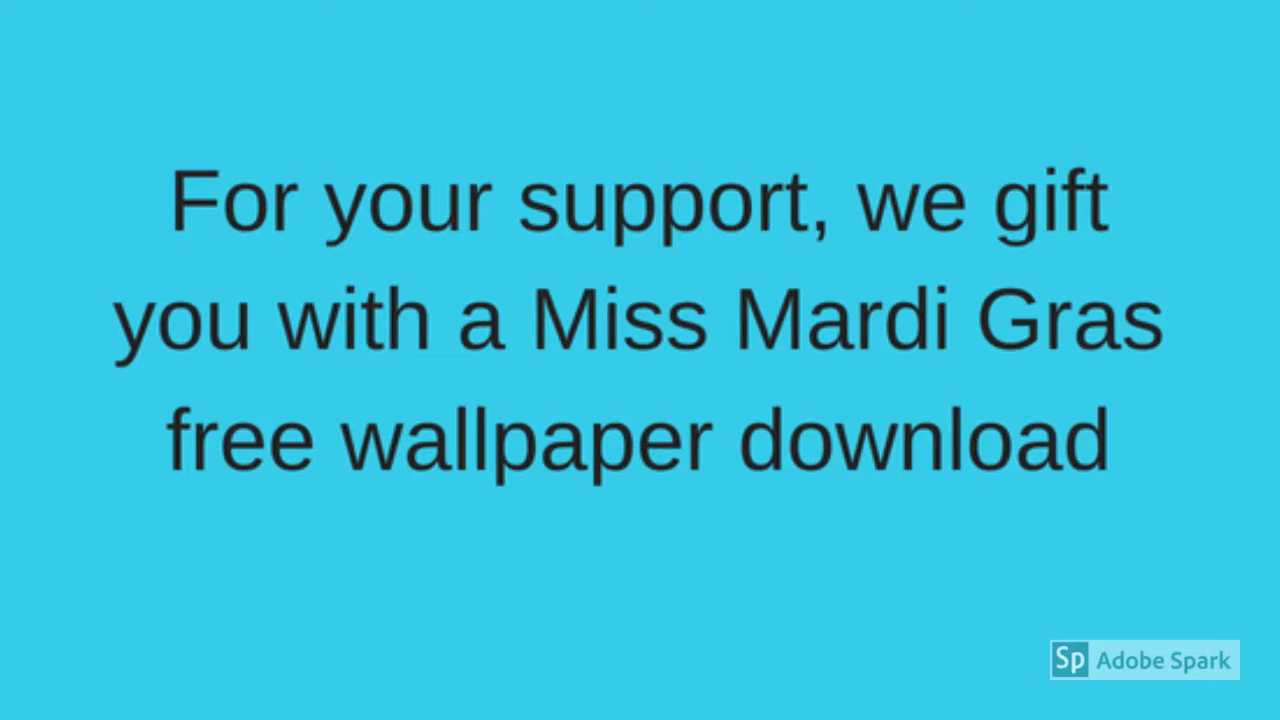 For your support, we gift
you with a Miss Mardi Gras
free wallpaper download
Sp Adobe Spark